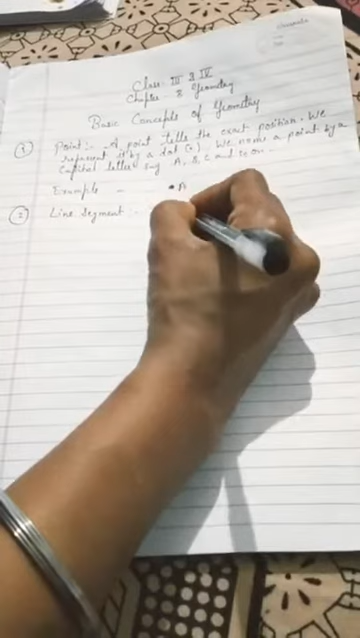 Class- III & IV
Chapter 8 Geometry
Basic Concepts of Geometry
① Point:- A point tells the exact position. We
represent it by a dot (.). We name a point by a
capital letter say A, B, C and so on.
Example - • A
② Line Segment :-